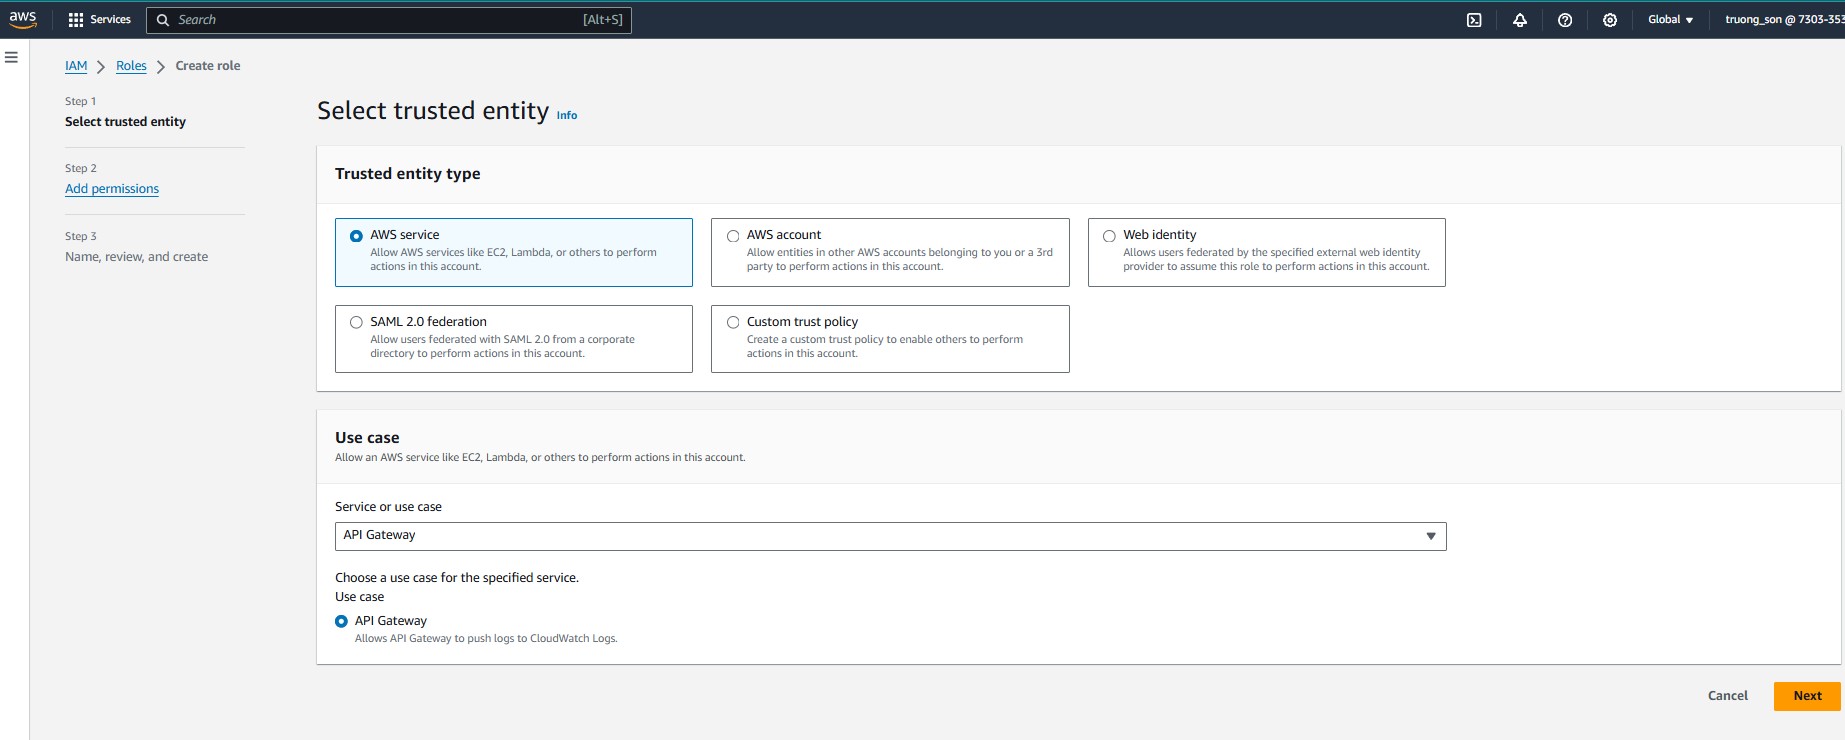 aws
Services
Search
[Alt+S]
Global
truong_son @ 7303-353
IAM
Roles
Create role
Step 1
Select trusted entity
Step 2
Add permissions
Step 3
Name, review, and create
Select trusted entity Info
Trusted entity type
AWS service
Allow AWS services like EC2, Lambda, or others to perform
actions in this account.
AWS account
Allow entities in other AWS accounts belonging to you or a 3rd
party to perform actions in this account.
Web identity
Allows users federated by the specified external web identity
provider to assume this role to perform actions in this account.
SAML 2.0 federation
Allow users federated with SAML 2.0 from a corporate
directory to perform actions in this account.
Custom trust policy
Create a custom trust policy to enable others to perform
actions in this account.
Use case
Allow an AWS service like EC2, Lambda, or others to perform actions in this account.
Service or use case
API Gateway
Choose a use case for the specified service.
Use case
API Gateway
Allows API Gateway to push logs to CloudWatch Logs.
Cancel
Next